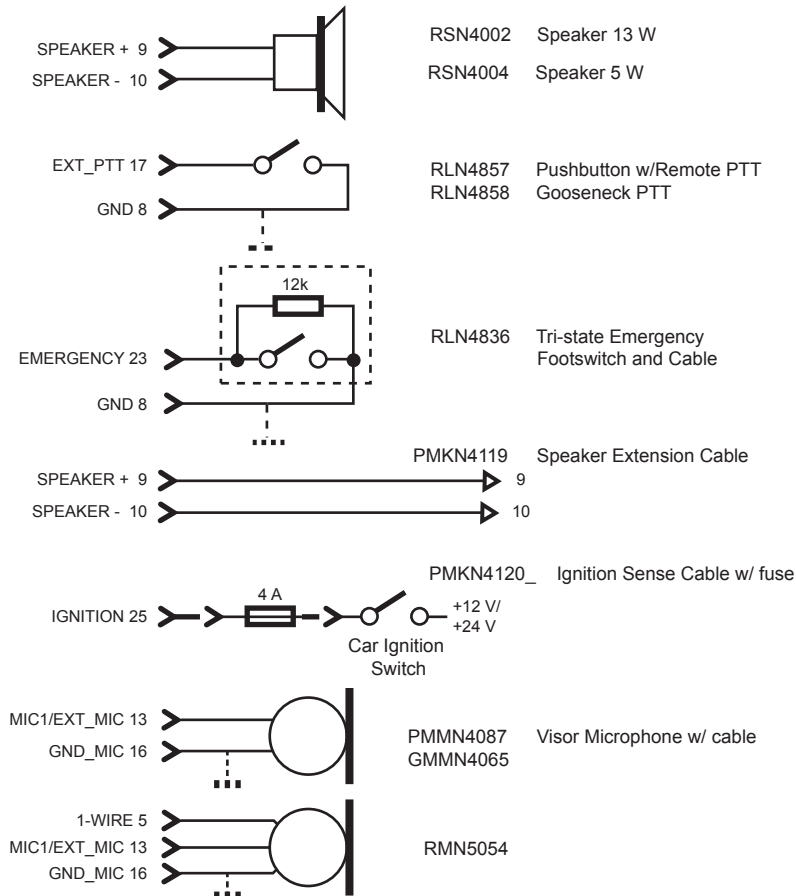 SPEAKER + 9
SPEAKER - 10
RSN4002 Speaker 13 W
RSN4004 Speaker 5 W
EXT_PTT 17
GND 8
RLN4857 Pushbutton w/Remote PTT
RLN4858 Gooseneck PTT
12k
EMERGENCY 23
GND 8
RLN4836 Tri-state Emergency
Footswitch and Cable
PMKN4119 Speaker Extension Cable
SPEAKER + 9 9
SPEAKER - 10 10
PMKN4120_ Ignition Sense Cable w/ fuse
4 A
IGNITION 25
+12 V/
+24 V
Car Ignition
Switch
MIC1/EXT_MIC 13
GND_MIC 16
PMMN4087 Visor Microphone w/ cable
GMMN4065
1-WIRE 5
MIC1/EXT_MIC 13
GND_MIC 16
RMN5054